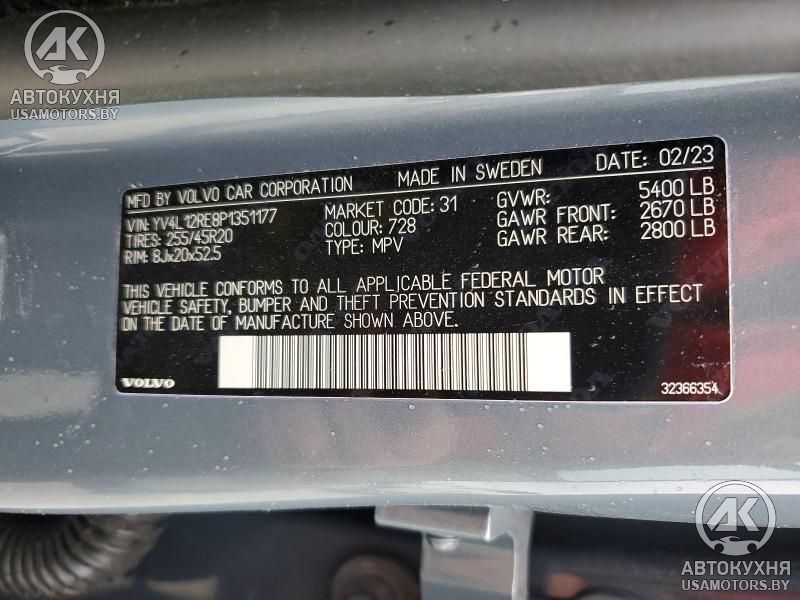 AK
АВТОКУХНЯ
USAMOTORS.BY
MFD BY VOLVO CAR CORPORATION MADE IN SWEDEN DATE: 02/23
VIN: YV4L12RE8P1351177 MARKET CODE: 31 GVWR: 5400 LB
TIRES: 255/45R20 COLOUR: 728 GAWR FRONT: 2670 LB
RIM: 8Jx20x52.5 TYPE: MPV GAWR REAR: 2800 LB
THIS VEHICLE CONFORMS TO ALL APPLICABLE FEDERAL MOTOR
VEHICLE SAFETY, BUMPER AND THEFT PREVENTION STANDARDS IN EFFECT
ON THE DATE OF MANUFACTURE SHOWN ABOVE.
VOLVO 32366354
AK
АВТОКУХНЯ
USAMOTORS.BY